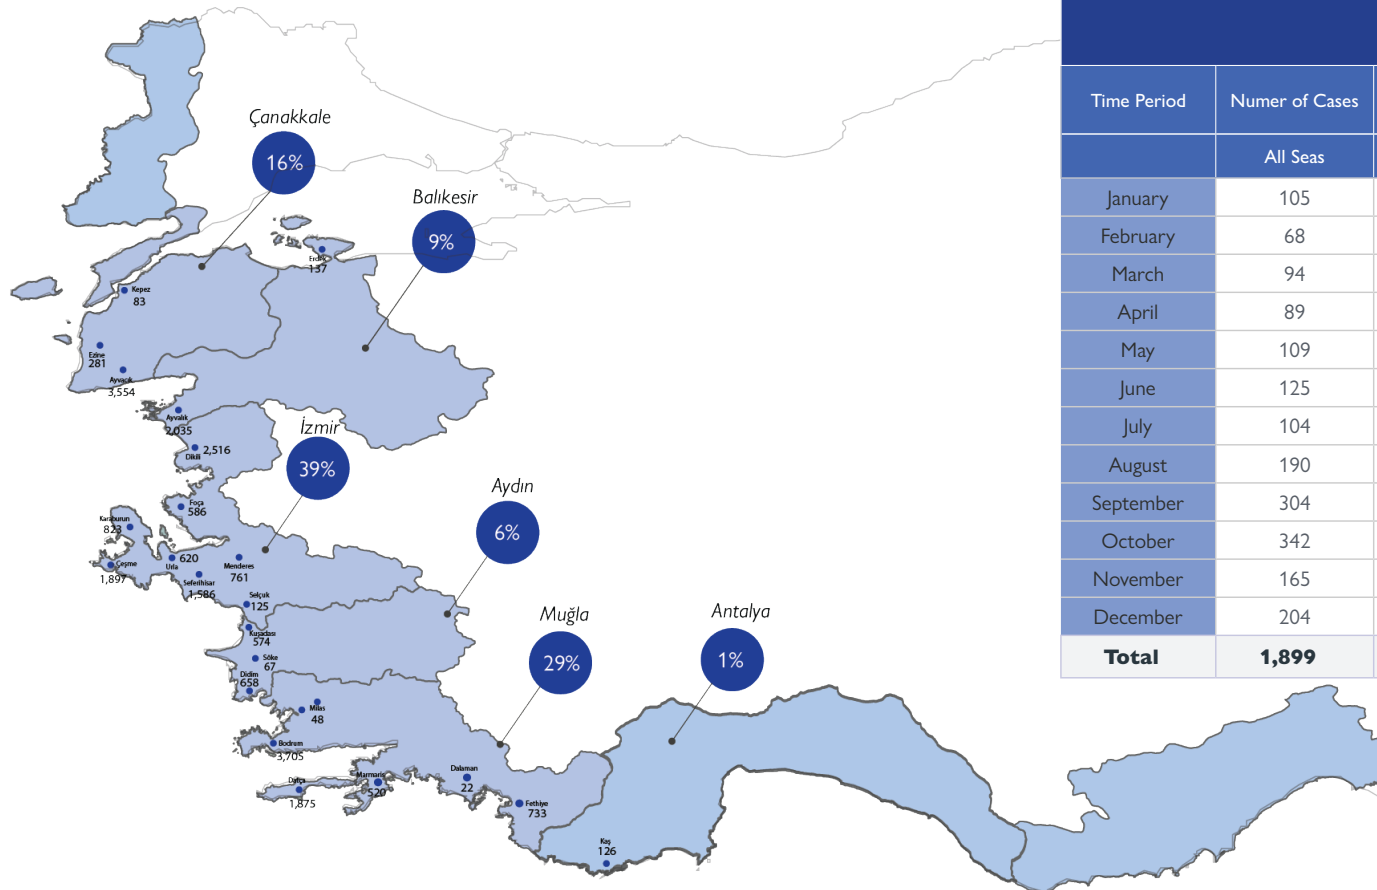 Çanakkale
16%
Balıkesir
9%
Erdek
137
Kepez
83
Ezine
281
Ayvacık
3,554
Ayvalık
2,035
Dikili
2,516
İzmir
39%
Foça
586
Karaburun
823
Çeşme
1,897
Urla
620
Seferihisar
1,586
Menderes
761
Selçuk
125
Aydın
6%
Kuşadası
574
Söke
67
Didim
658
Muğla
29%
Milas
48
Bodrum
3,705
Datça
1,875
Marmaris
520
Dalaman
22
Fethiye
733
Antalya
1%
Kaş
126
Time Period Numer of Cases
All Seas
January 105
February 68
March 94
April 89
May 109
June 125
July 104
August 190
September 304
October 342
November 165
December 204
Total 1,899